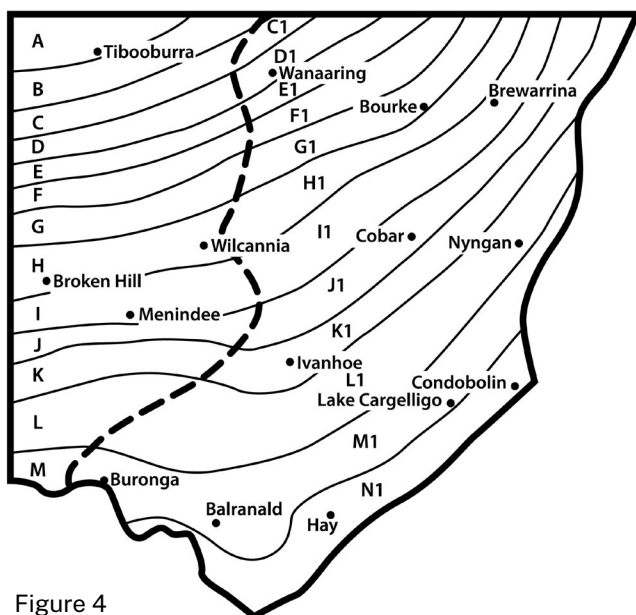 C1
A
Tibooburra
D1
Wanaaring
B
E1
Brewarrina
Bourke
F1
C
G1
D
E
H1
F
G
I1
Cobar
Nyngan
Wilcannia
H
Broken Hill
J1
I
Menindee
K1
J
Ivanhoe
K
L1
Condobolin
Lake Cargelligo
L
M1
M
Buronga
N1
Balranald
Hay
Figure 4